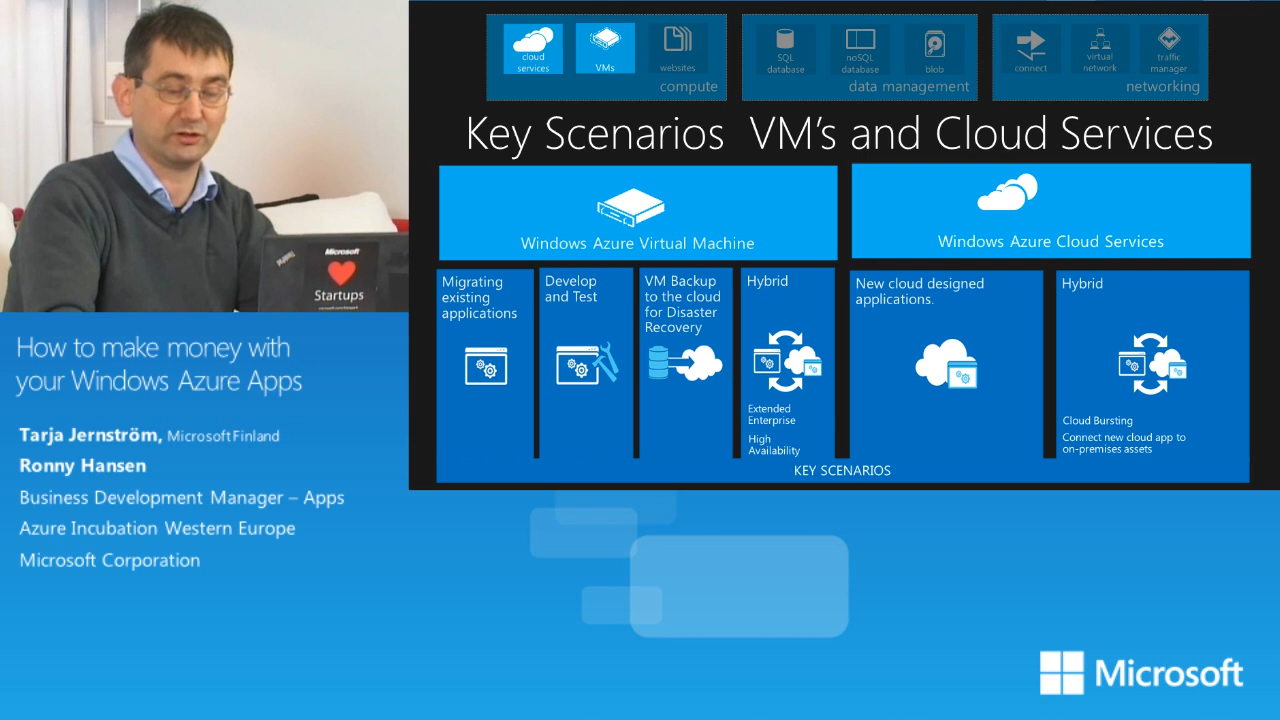 Microsoft
Startups
How to make money with
your Windows Azure Apps
Tarja Jernström, Microsoft Finland
Ronny Hansen
Business Development Manager – Apps
Azure Incubation Western Europe
Microsoft Corporation
cloud
services
VMs
websites
compute
SQL
database
noSQL
database
blob
data management
connect
virtual
network
traffic
manager
networking
Key Scenarios VM's and Cloud Services
Windows Azure Virtual Machine
Windows Azure Cloud Services
Migrating
existing
applications
Develop
and Test
VM Backup
to the cloud
for Disaster
Recovery
Hybrid
Extended
Enterprise
High
Availability
New cloud designed
applications.
Hybrid
Cloud Bursting
Connect new cloud app to
on-premises assets
KEY SCENARIOS
Microsoft